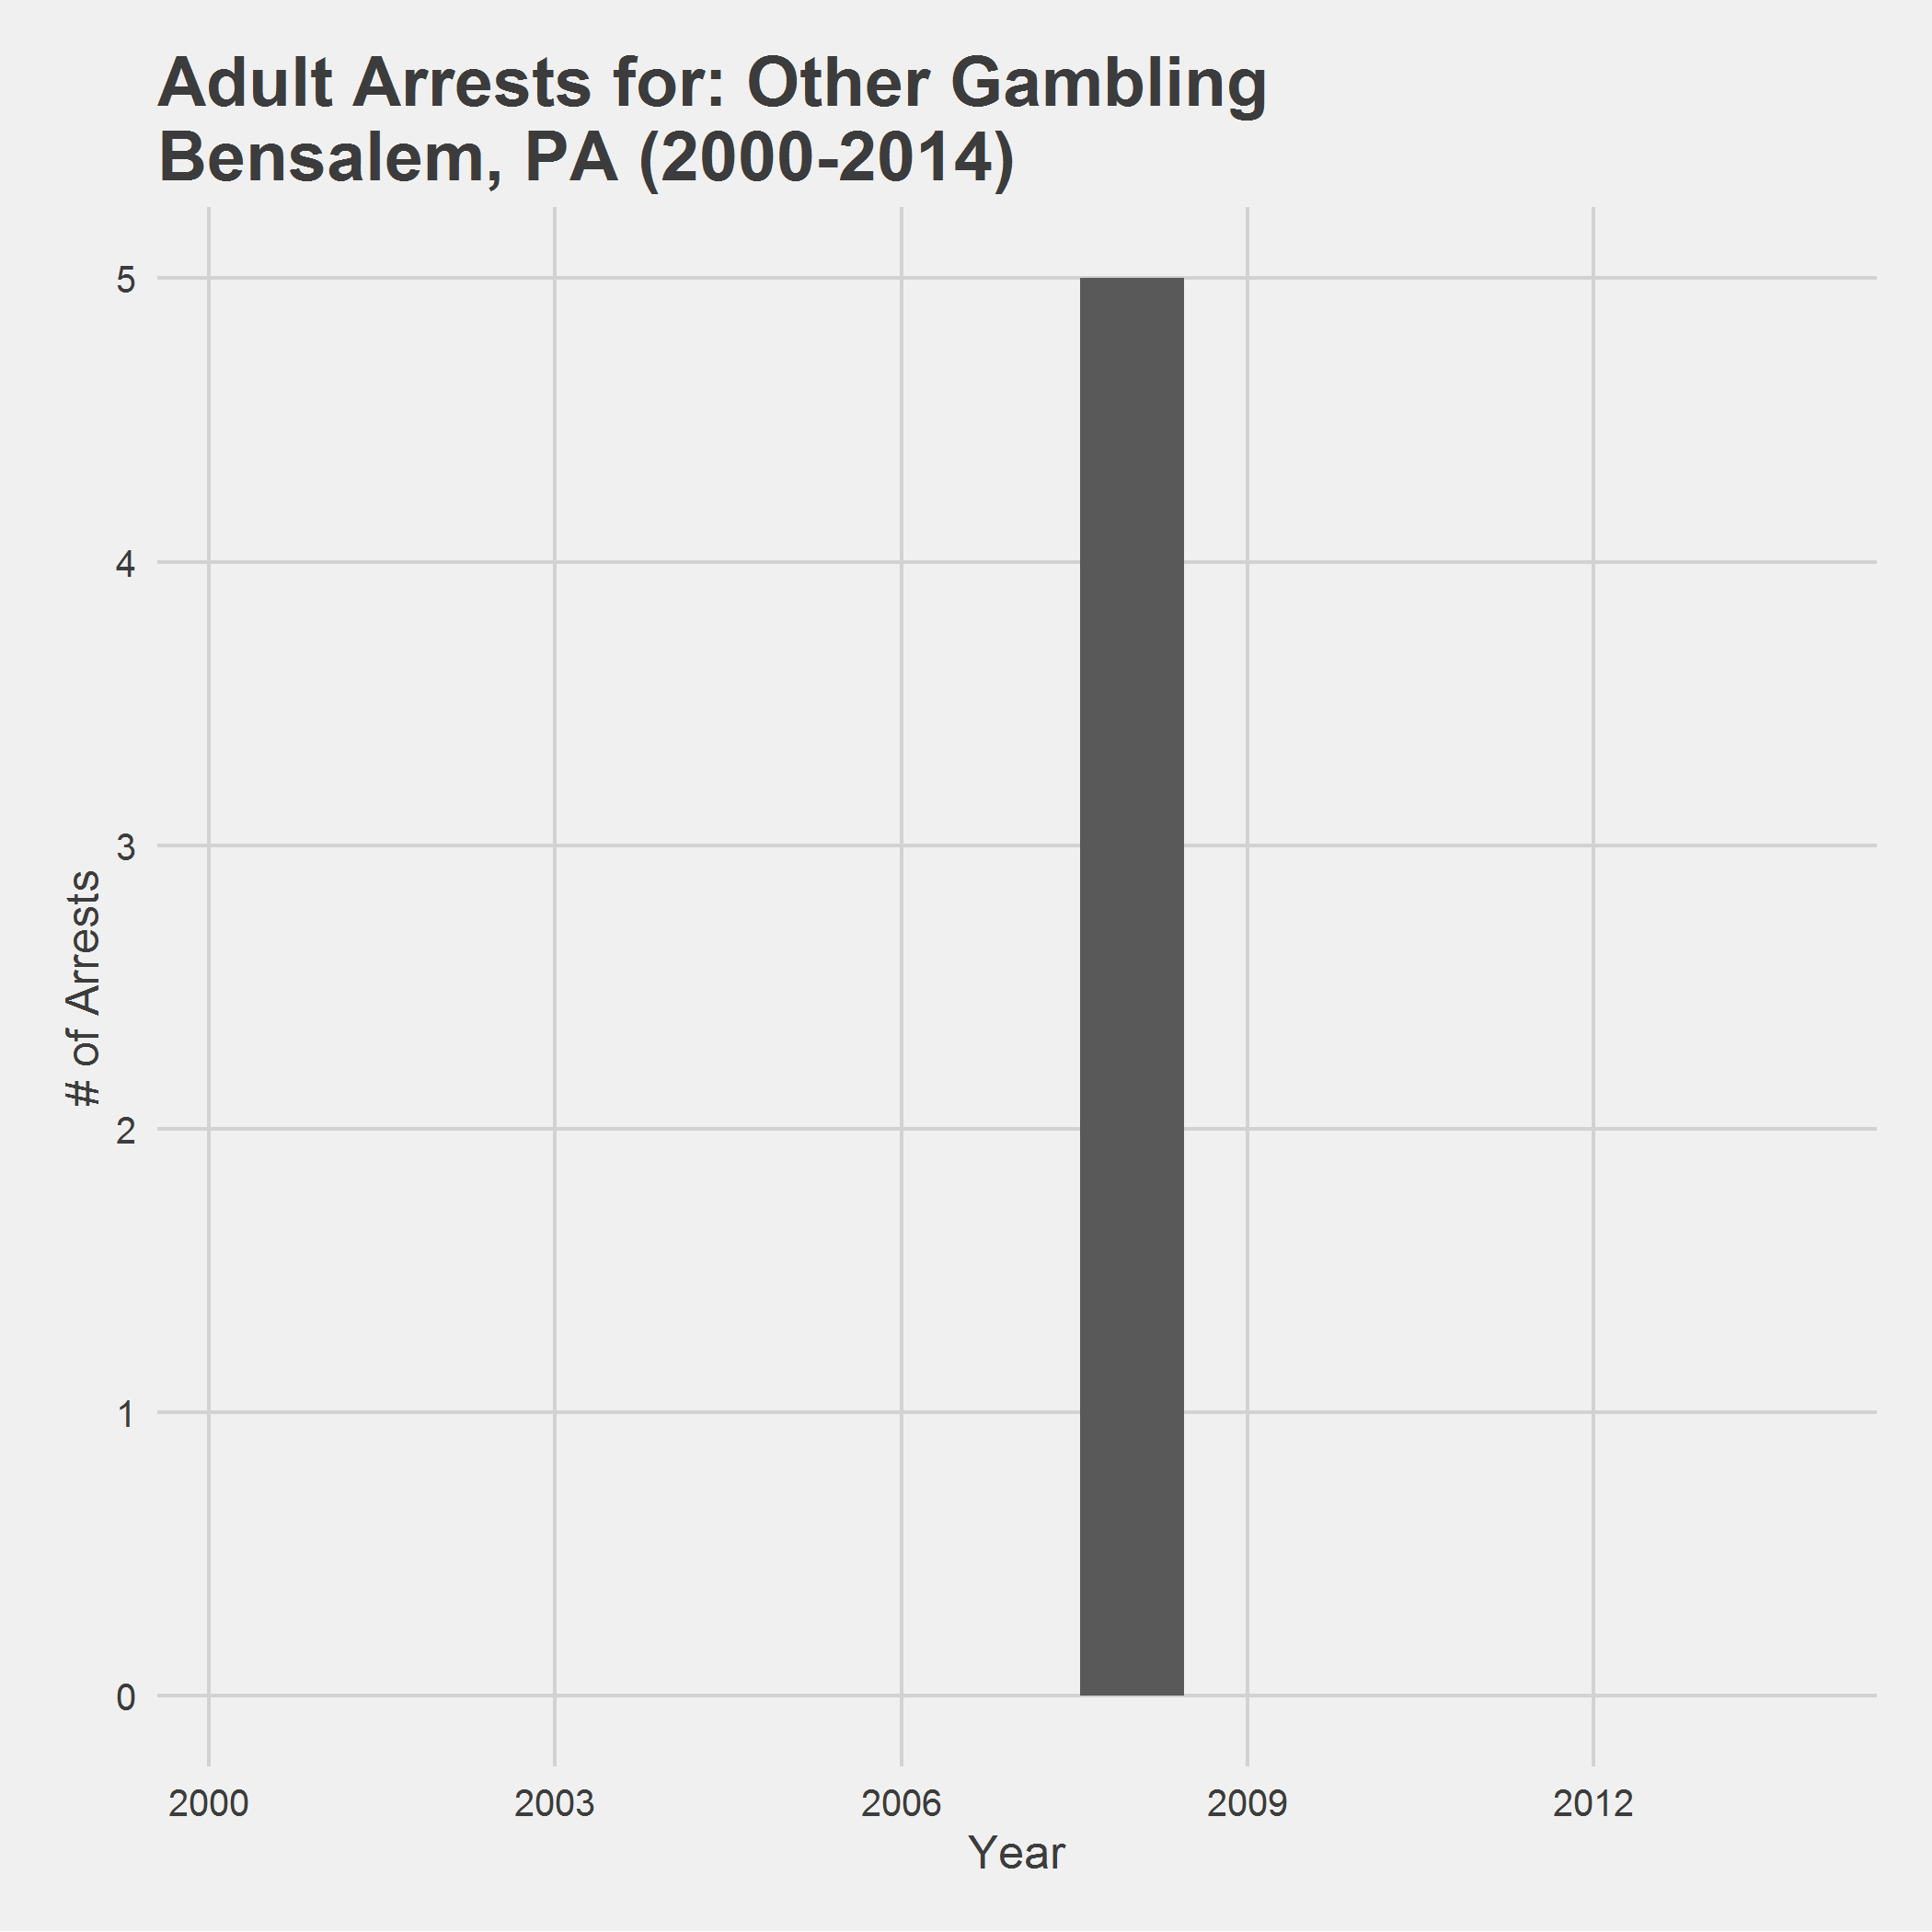 Adult Arrests for: Other Gambling
Bensalem, PA (2000-2014)
# of Arrests
5
4
3
2
1
0
2000 2003 2006 2009 2012
Year